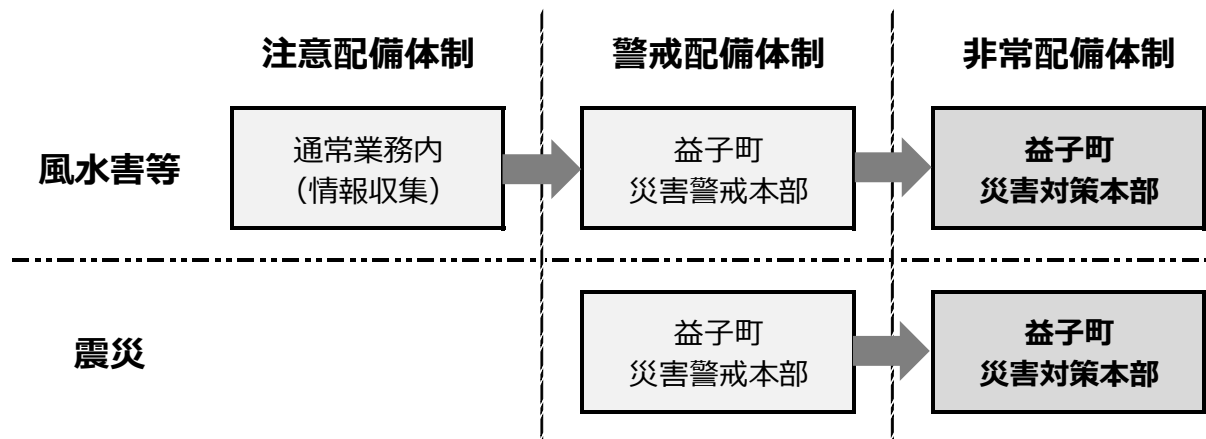 注意配備体制
警戒配備体制
非常配備体制
風水害等
通常業務内
（情報収集）
益子町
災害警戒本部
益子町
災害対策本部
震災
益子町
災害警戒本部
益子町
災害対策本部